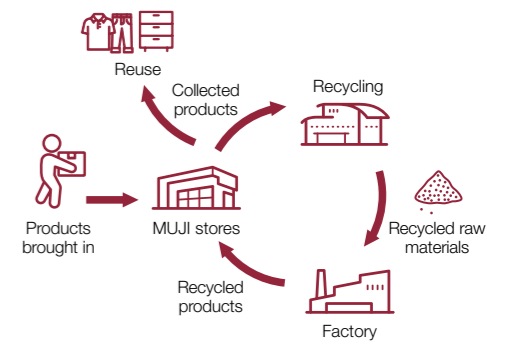 Reuse
Collected
products
Recycling
Products
brought in
MUJI stores
Recycled raw
materials
Recycled
products
Factory